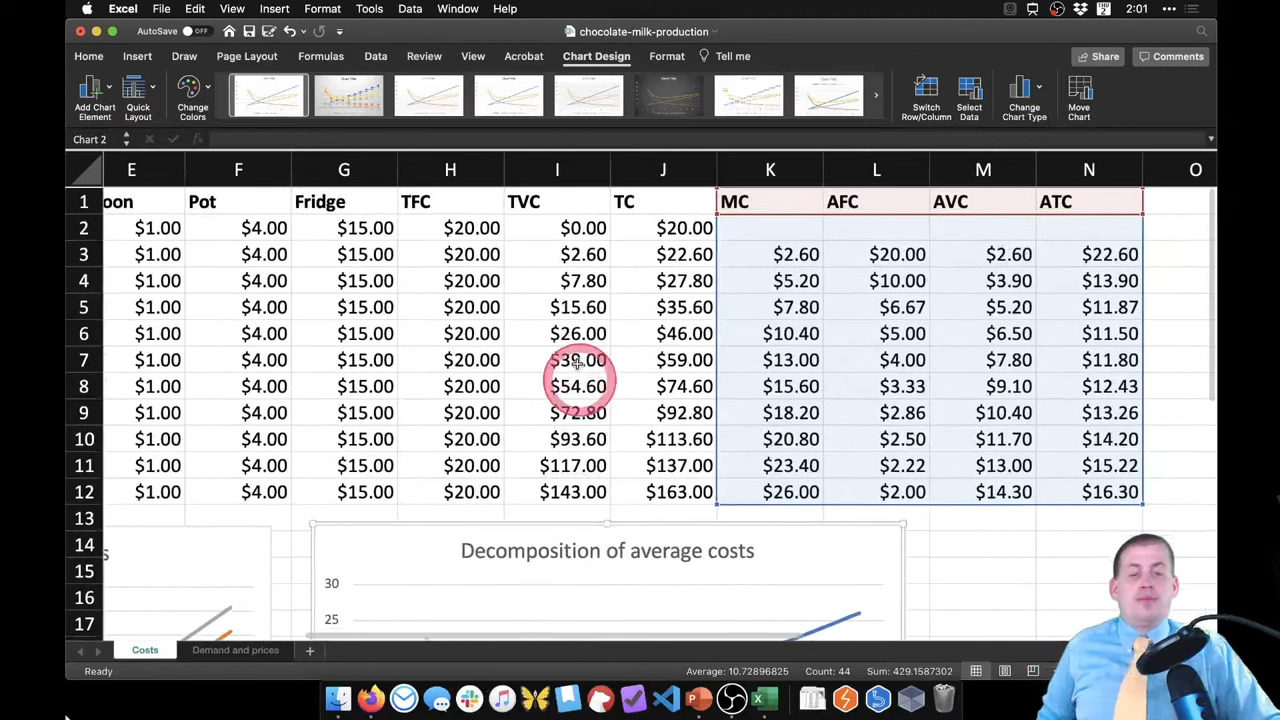 Excel File Edit View Insert Format Tools Data Window Help THU 2 2:01
AutoSave OFF chocolate-milk-production
Home Insert Draw Page Layout Formulas Data Review View Acrobat Chart Design Format Tell me Share Comments
Add Chart Element Quick Layout Change Colors Switch Row/Column Select Data Change Chart Type Move Chart
Chart 2 fx
E F G H I J K L M N O
1 oon Pot Fridge TFC TVC TC MC AFC AVC ATC
2 $1.00 $4.00 $15.00 $20.00 $0.00 $20.00
3 $1.00 $4.00 $15.00 $20.00 $2.60 $22.60 $2.60 $20.00 $2.60 $22.60
4 $1.00 $4.00 $15.00 $20.00 $7.80 $27.80 $5.20 $10.00 $3.90 $13.90
5 $1.00 $4.00 $15.00 $20.00 $15.60 $35.60 $7.80 $6.67 $5.20 $11.87
6 $1.00 $4.00 $15.00 $20.00 $26.00 $46.00 $10.40 $5.00 $6.50 $11.50
7 $1.00 $4.00 $15.00 $20.00 $39.00 $59.00 $13.00 $4.00 $7.80 $11.80
8 $1.00 $4.00 $15.00 $20.00 $54.60 $74.60 $15.60 $3.33 $9.10 $12.43
9 $1.00 $4.00 $15.00 $20.00 $72.80 $92.80 $18.20 $2.86 $10.40 $13.26
10 $1.00 $4.00 $15.00 $20.00 $93.60 $113.60 $20.80 $2.50 $11.70 $14.20
11 $1.00 $4.00 $15.00 $20.00 $117.00 $137.00 $23.40 $2.22 $13.00 $15.22
12 $1.00 $4.00 $15.00 $20.00 $143.00 $163.00 $26.00 $2.00 $14.30 $16.30
13
14 s Decomposition of average costs
15 30
16 25
17
Costs Demand and prices +
Ready Average: 10.72896825 Count: 44 Sum: 429.1587302